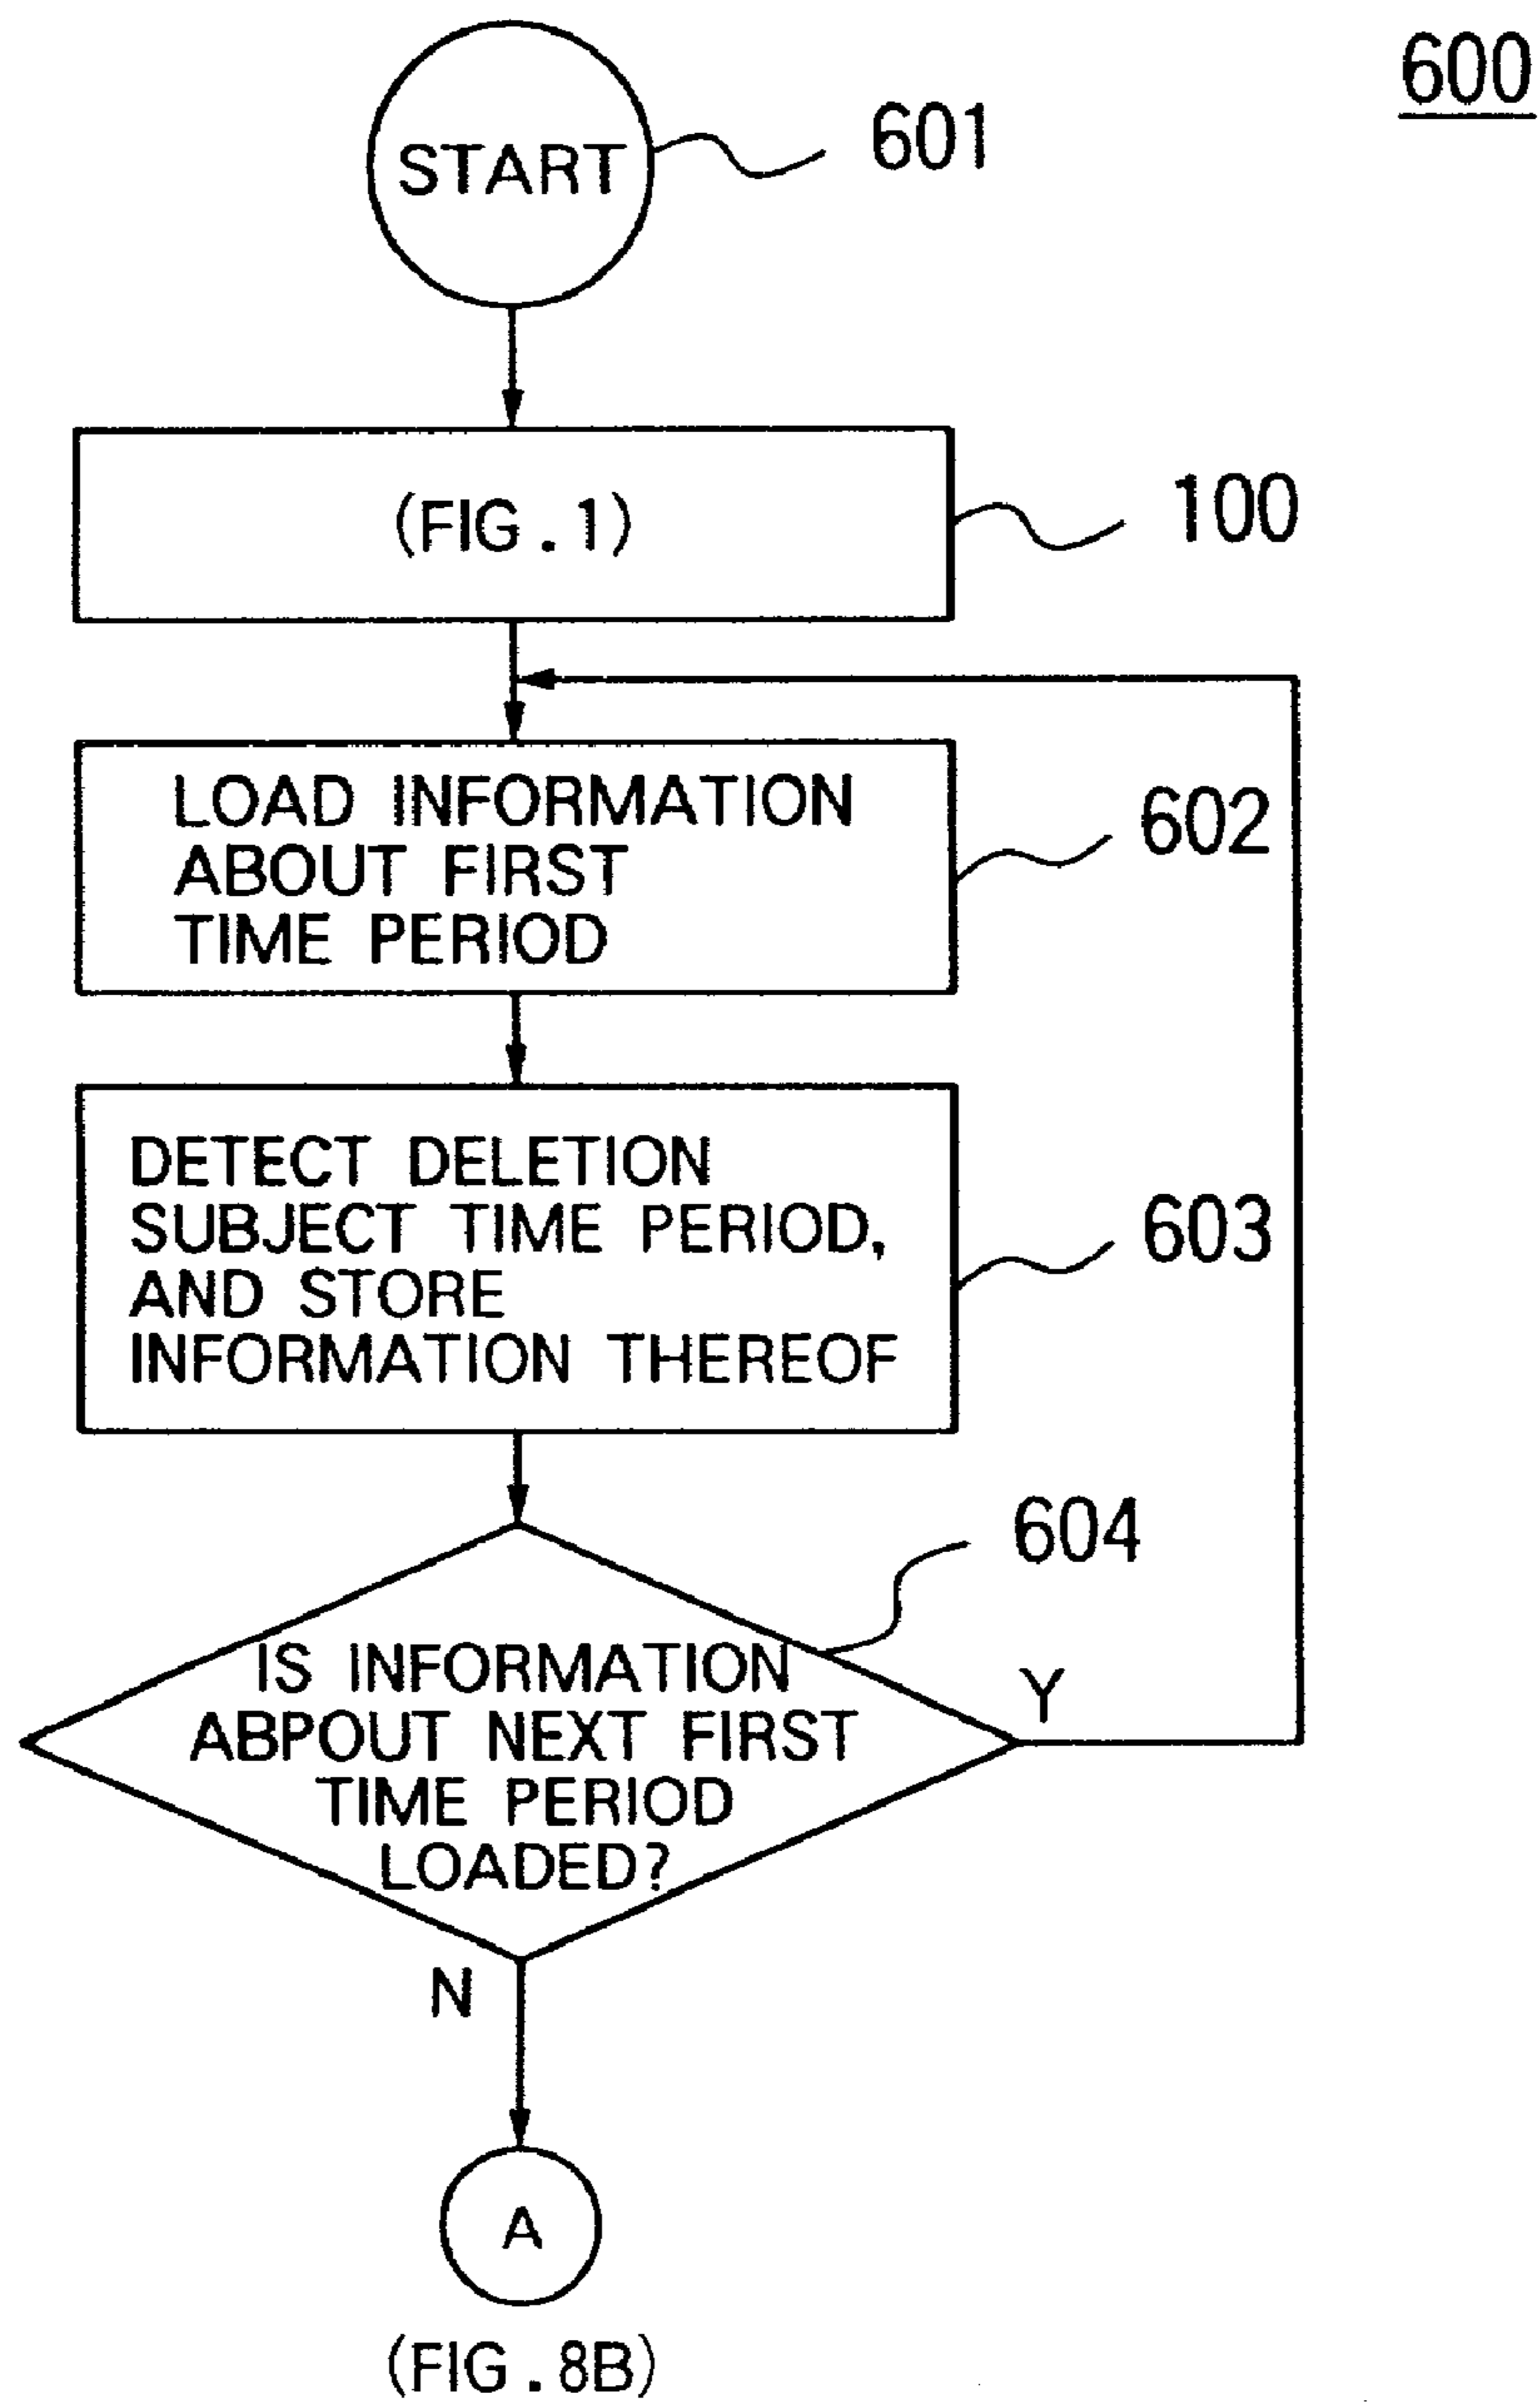 600
START
601
(FIG.1)
100
LOAD INFORMATION
ABOUT FIRST
TIME PERIOD
602
DETECT DELETION
SUBJECT TIME PERIOD,
AND STORE
INFORMATION THEREOF
603
604
IS INFORMATION
ABPOUT NEXT FIRST
TIME PERIOD
LOADED?
Y
N
A
(FIG.8B)